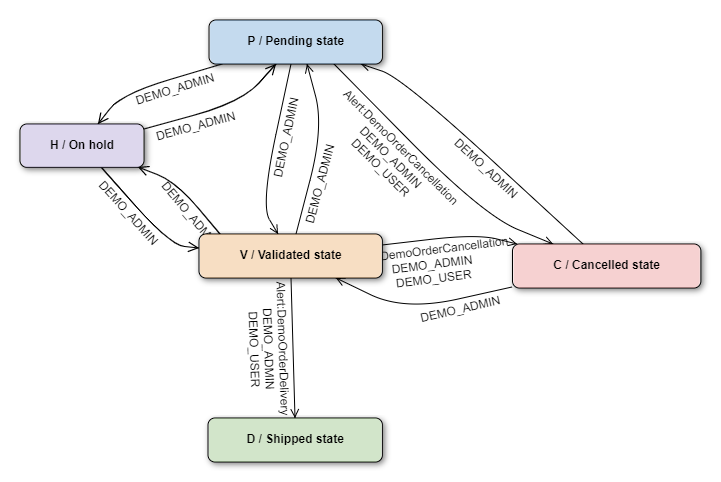 P / Pending state
DEMO_ADMIN
DEMO_ADMIN
DEMO_ADMIN
DEMO_ADMIN
Alert:DemoOrderCancellation
DEMO_ADMIN
DEMO_USER
DEMO_ADMIN
H / On hold
DEMO_ADMIN
DEMO_ADM
V / Validated state
DemoOrderCancellation
DEMO_ADMIN
DEMO_USER
C / Cancelled state
DEMO_ADMIN
Alert:DemoOrderDelivery
DEMO_ADMIN
DEMO_USER
D / Shipped state